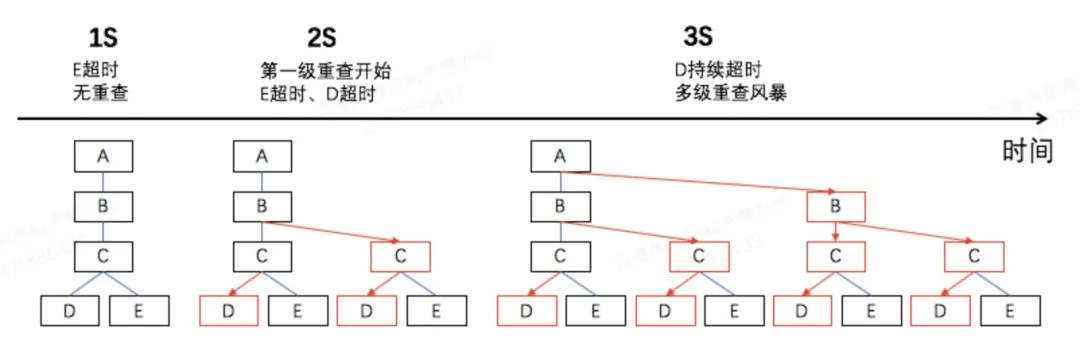 1S
E超时
无重查
2S
第一级重查开始
E超时、D超时
3S
D持续超时
多级重查风暴
时间
A
B
C
D E
A
B
C C
D E D E
A
B B
C C C C
D E D E D E D E